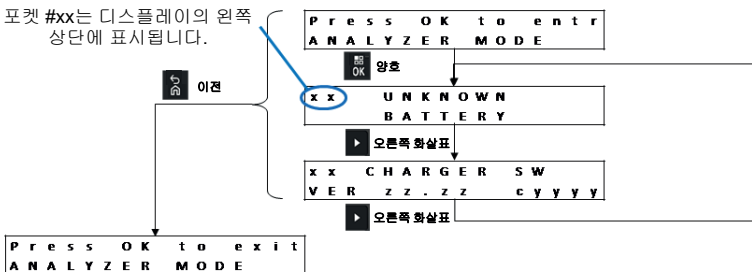 포켓 #xx는 디스플레이의 왼쪽
상단에 표시됩니다.
Press OK to entr
ANALYZER MODE
OK 양호
이전
xx UNKNOWN
BATTERY
오른쪽 화살표
xx CHARGER SW
VER zz.zz cyyyy
오른쪽 화살표
Press OK to exit
ANALYZER MODE